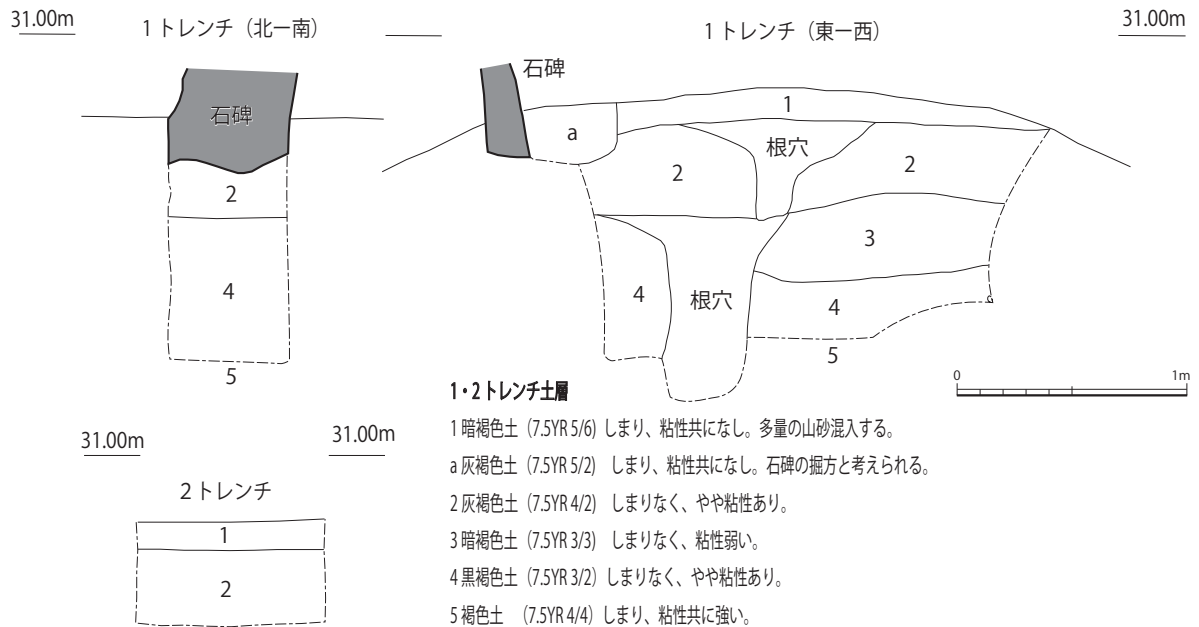 31.00m
1トレンチ（北ー南）
1トレンチ（東ー西）
31.00m
石碑
石碑
1
a
根穴
2
2
2
3
4
4
根穴
4
5
5
0
1m
1・2トレンチ土層
1 暗褐色土（7.5YR 5/6）しまり、粘性共になし。多量の山砂混入する。
a 灰褐色土（7.5YR 5/2） しまり、粘性共になし。石碑の掘方と考えられる。
2 灰褐色土（7.5YR 4/2） しまりなく、やや粘性あり。
3 暗褐色土（7.5YR 3/3） しまりなく、粘性弱い。
4 黒褐色土（7.5YR 3/2）しまりなく、やや粘性あり。
5 褐色土 （7.5YR 4/4）しまり、粘性共に強い。
31.00m
31.00m
2トレンチ
1
2